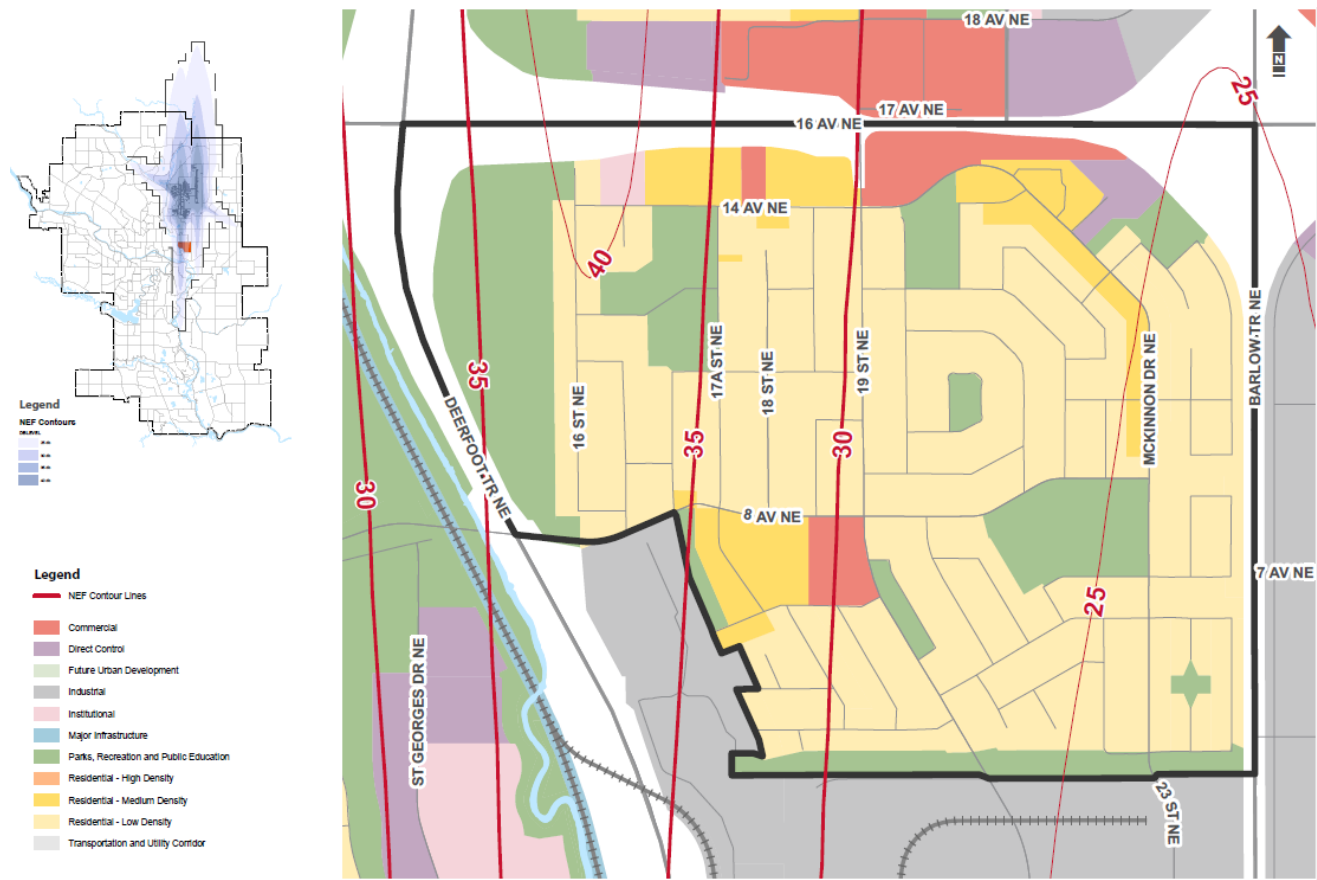 18 AV NE
N
25
17 AV NE
16 AV NE
14 AV NE
40
BARLOW TR NE
MCKINNON DR NE
17A ST NE
18 ST NE
19 ST NE
35
16 ST NE
DEERFOOT TR NE
35
30
30
8 AV NE
7 AV NE
25
ST GEORGES DR NE
23 ST NE
Legend
NEF Contours
Legend
NEF Contour Lines
Commercial
Direct Control
Future Urban Development
Industrial
Institutional
Major Infrastructure
Parks, Recreation and Public Education
Residential - High Density
Residential - Medium Density
Residential - Low Density
Transportation and Utility Corridor